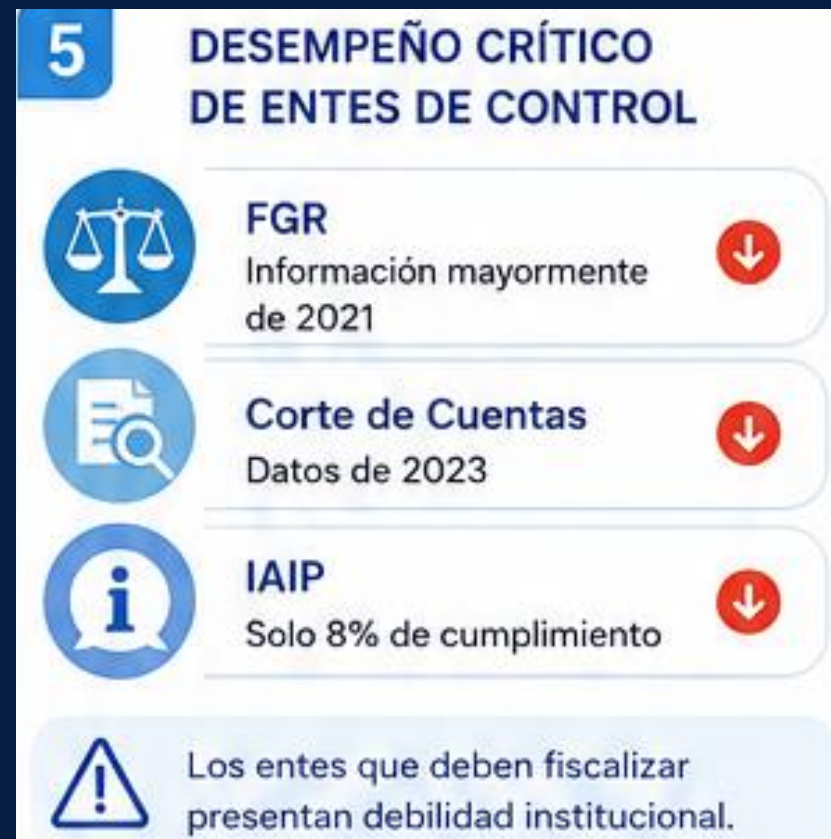 5
DESEMPEÑO CRÍTICO
DE ENTES DE CONTROL
FGR
Información mayormente
de 2021
Corte de Cuentas
Datos de 2023
IAIP
Solo 8% de cumplimiento
Los entes que deben fiscalizar
presentan debilidad institucional.